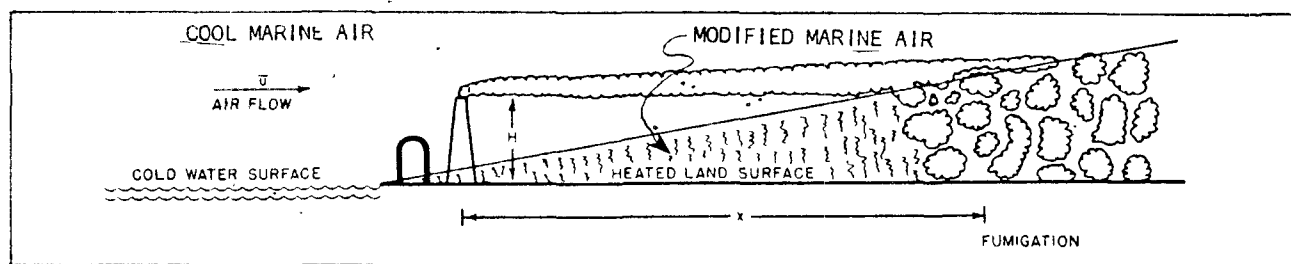 COOL MARINE AIR
MODIFIED MARINE AIR
U
AIR FLOW
H
COLD WATER SURFACE
HEATED LAND SURFACE
X
FUMIGATION